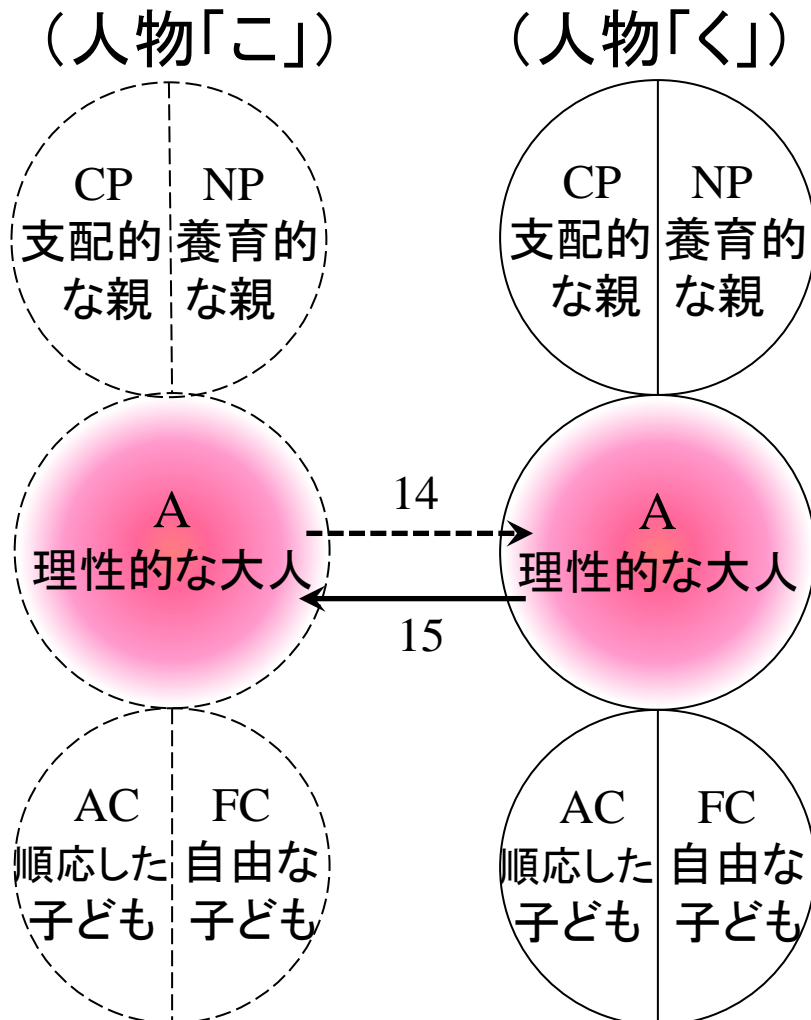 （人物「こ」）
（人物「く」）
CP
支配的
な親
NP
養育的
な親
CP
支配的
な親
NP
養育的
な親
A
理性的な大人
14
15
A
理性的な大人
AC
順応した
子ども
FC
自由な
子ども
AC
順応した
子ども
FC
自由な
子ども